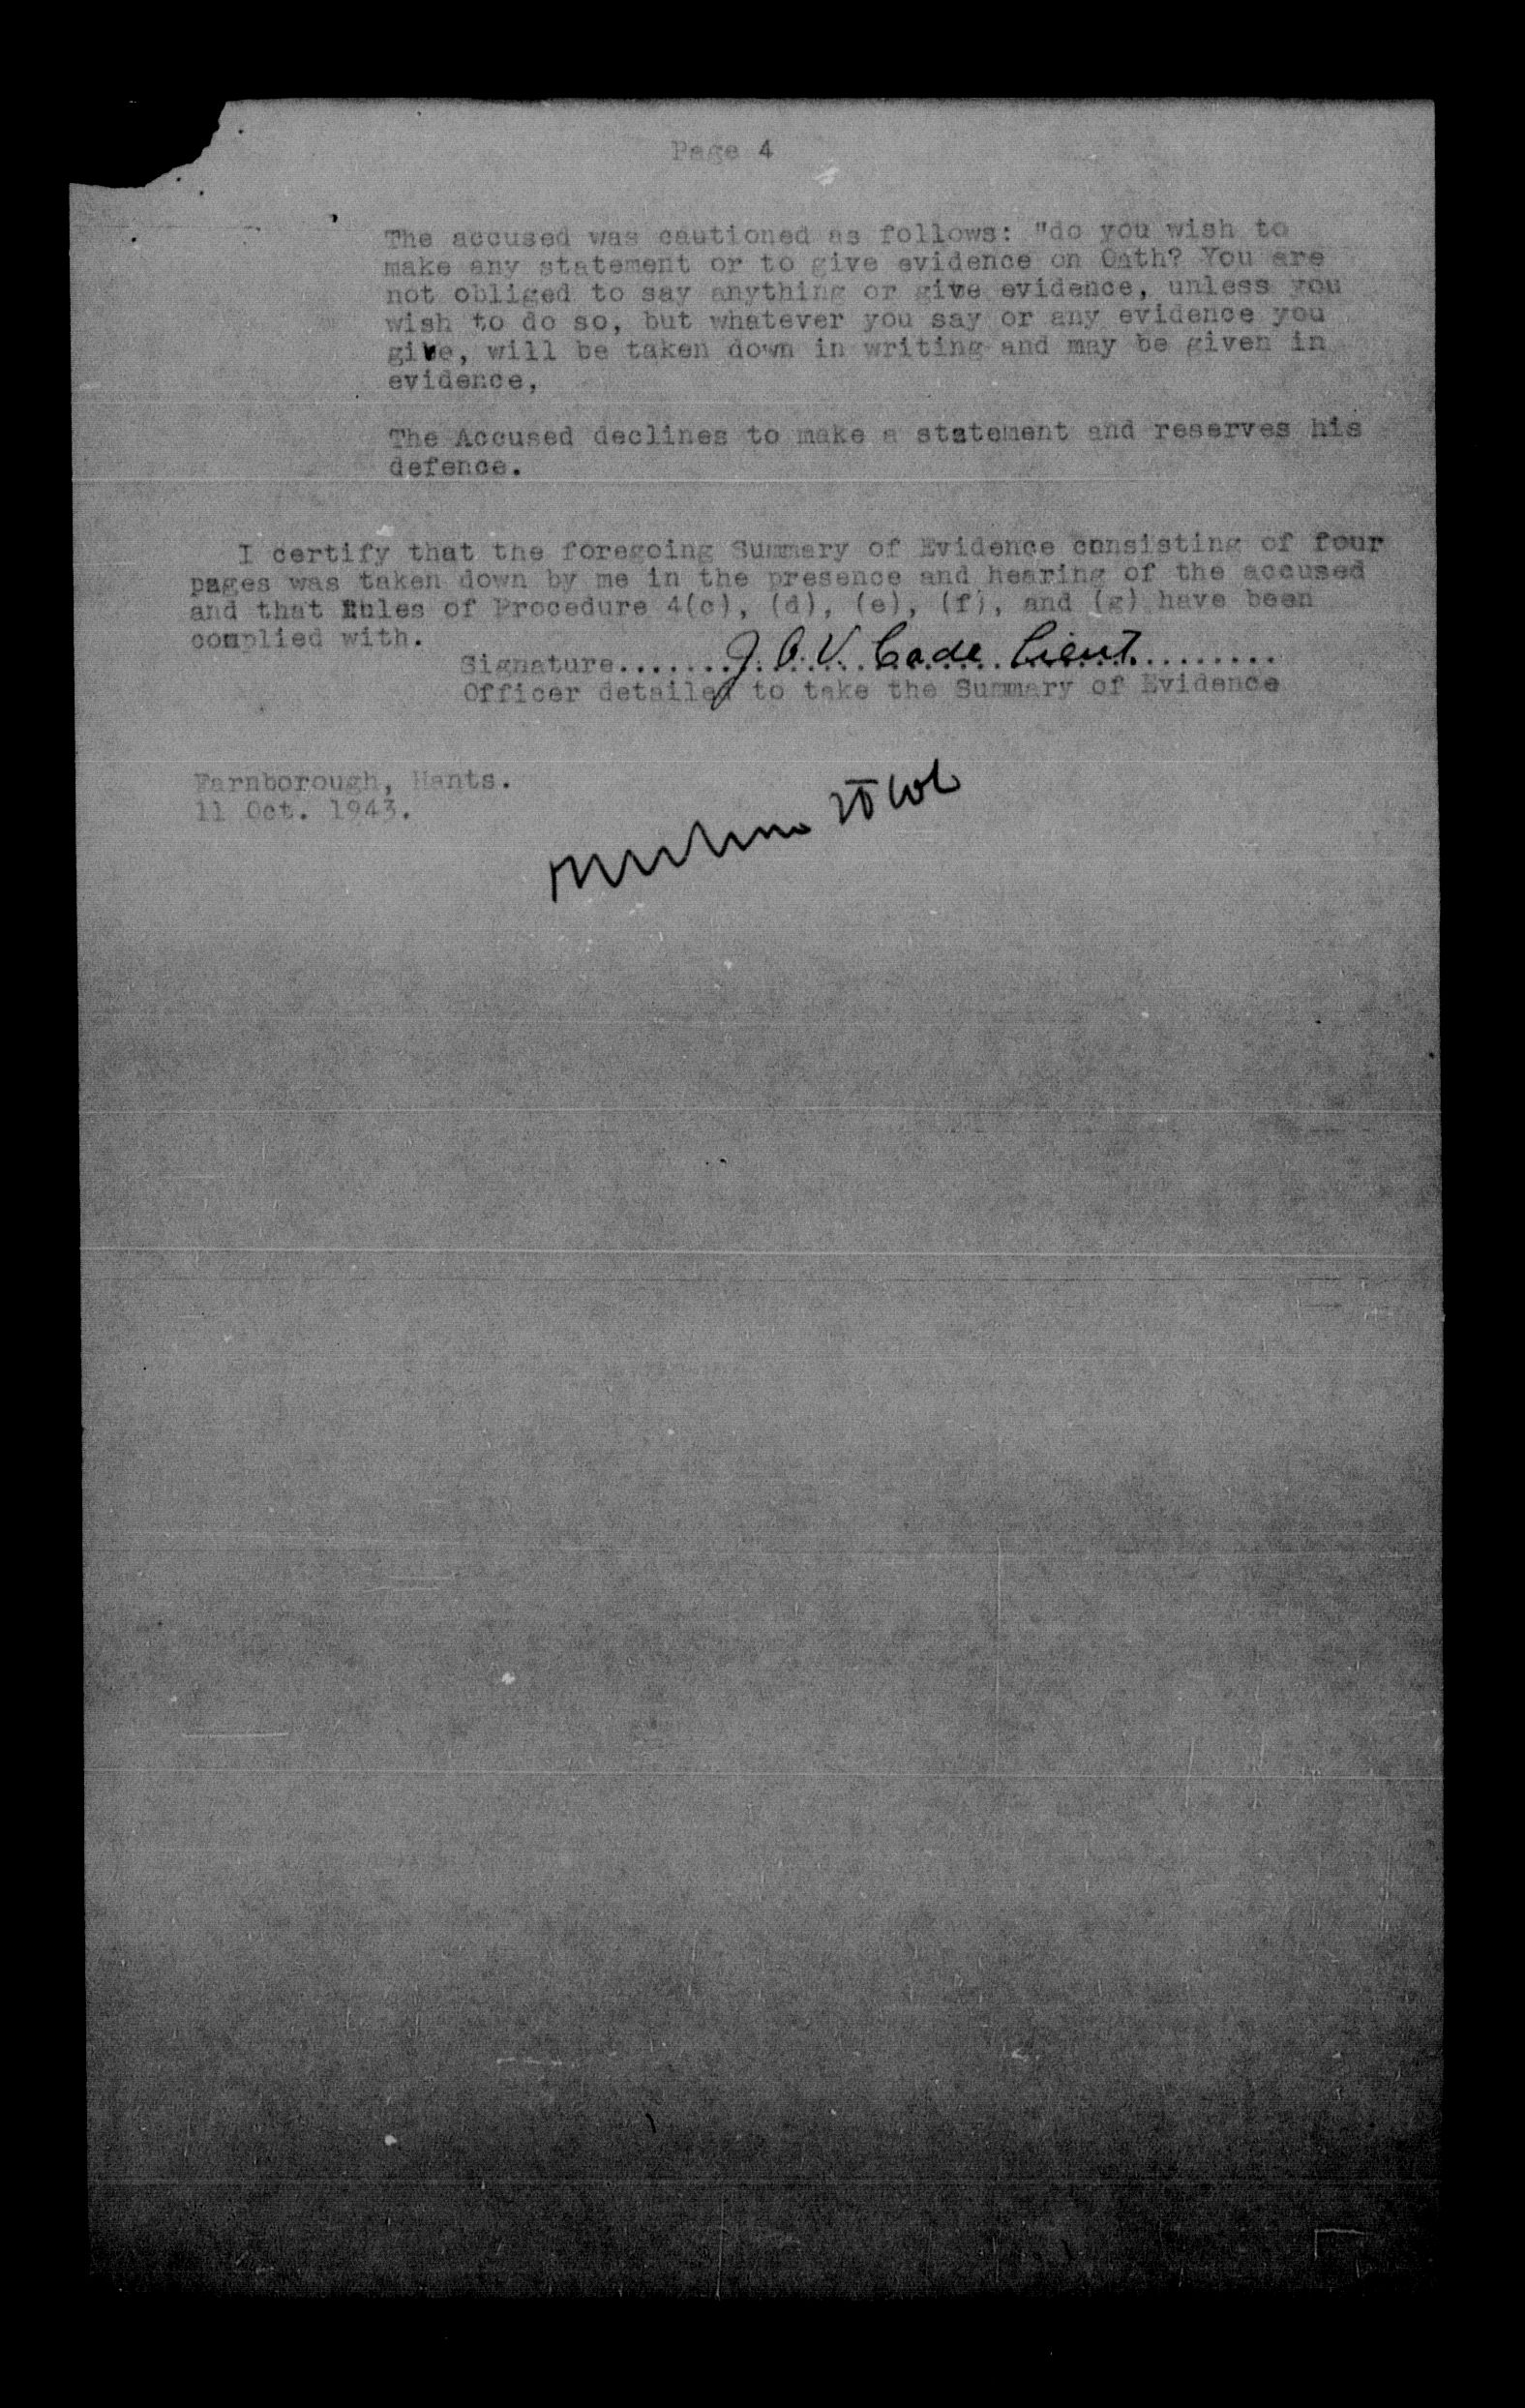 Page 4
The accused was cautioned as follows: "do you wish to
make any statement or to give evidence on Oath? You are
not obliged to say anything or give evidence, unless you
wish to do so, but whatever you say or any evidence you
give, will be taken down in writing and may be given in
evidence,
The Accused declines to make a statement and reserves his
defence.
I certify that the foregoing Summary of Evidence consisting of four
pages was taken down by me in the presence and hearing of the accused
and that Rules of Procedure 4(c), (d), (e), (f), and (g) have been
complied with.
Signature.......J. A. V. Cade Lieut.........
Officer detailed to take the Summary of Evidence
Farnborough, Hants.
11 Oct. 1943.